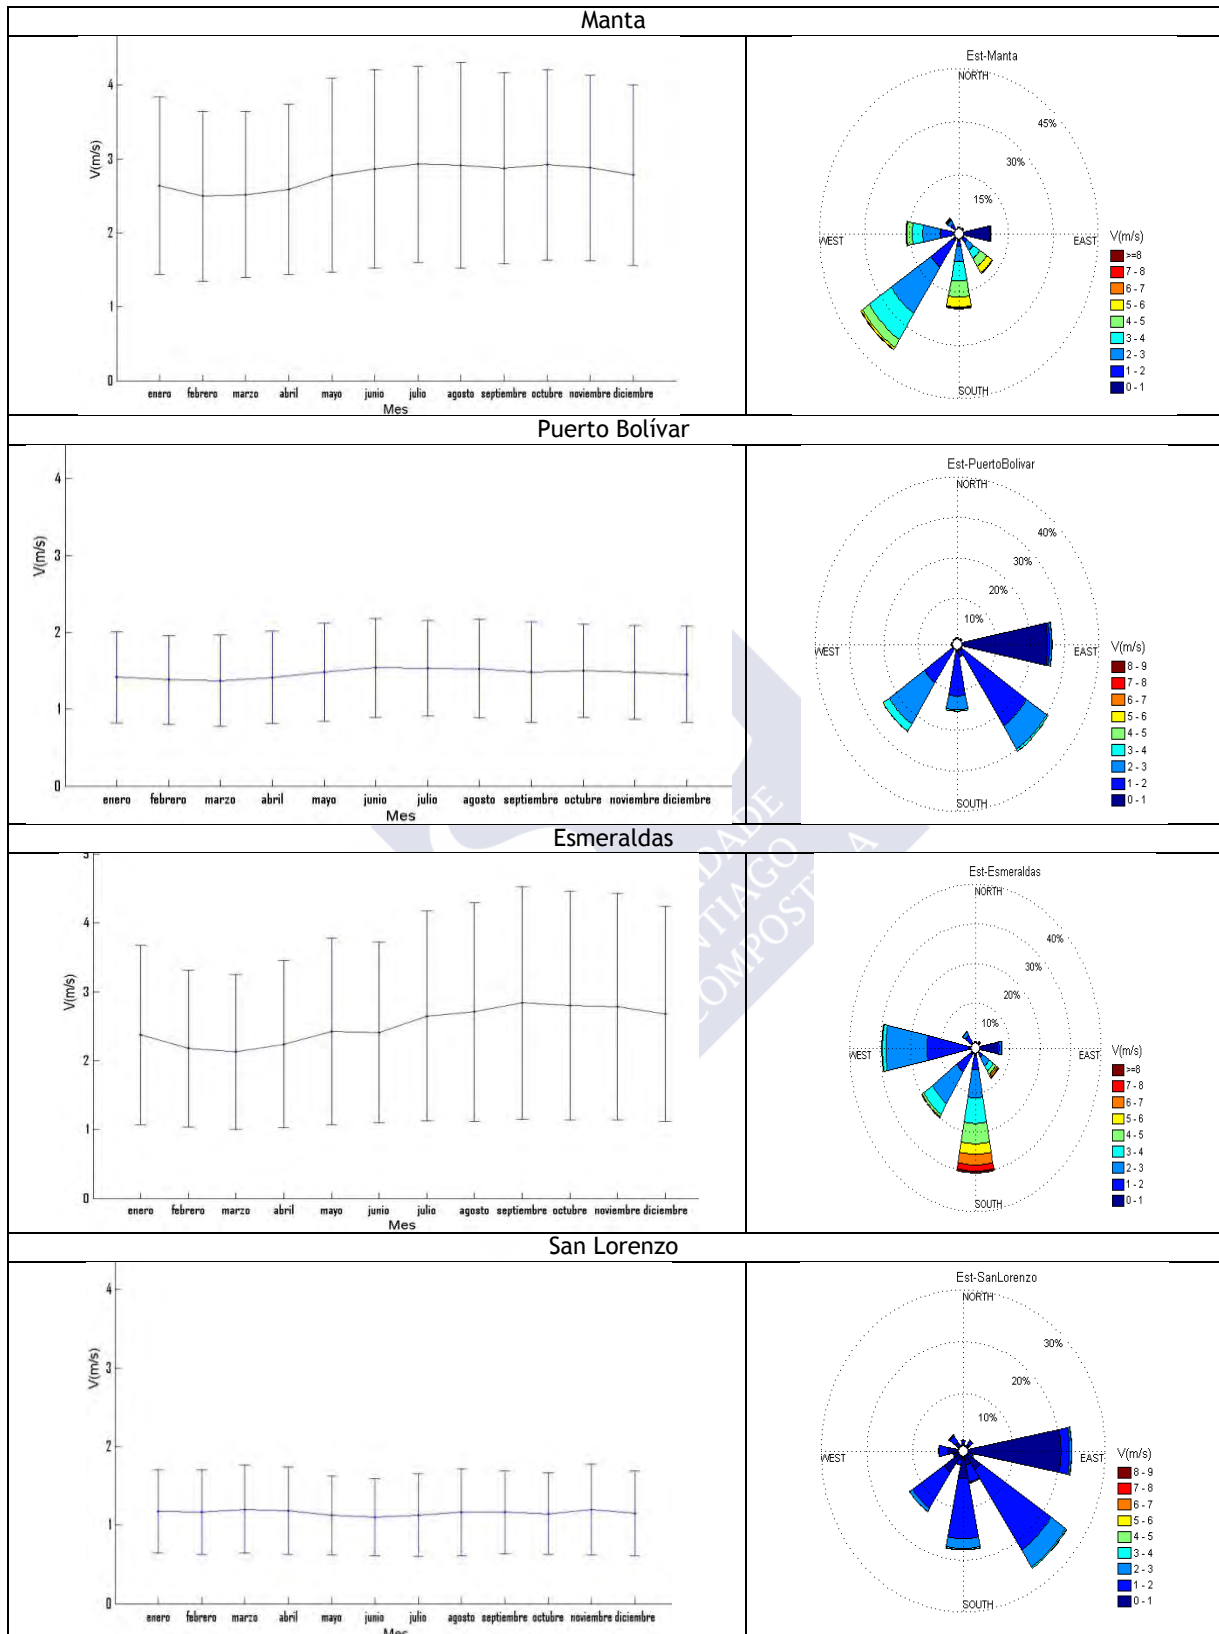 Manta
4
3
2
1
0
V(m/s)
enero febrero marzo abril mayo junio julio agosto septiembre octubre noviembre diciembre
Mes
Est-Manta
NORTH
45%
30%
15%
WEST
EAST
SOUTH
V(m/s)
>=8
7 - 8
6 - 7
5 - 6
4 - 5
3 - 4
2 - 3
1 - 2
0 - 1
Puerto Bolívar
4
3
2
1
0
V(m/s)
enero febrero marzo abril mayo junio julio agosto septiembre octubre noviembre diciembre
Mes
Est-PuertoBolivar
NORTH
40%
30%
20%
10%
WEST
EAST
SOUTH
V(m/s)
8 - 9
7 - 8
6 - 7
5 - 6
4 - 5
3 - 4
2 - 3
1 - 2
0 - 1
Esmeraldas
5
4
3
2
1
0
V(m/s)
enero febrero marzo abril mayo junio julio agosto septiembre octubre noviembre diciembre
Mes
Est-Esmeraldas
NORTH
40%
30%
20%
10%
WEST
EAST
SOUTH
V(m/s)
>=8
7 - 8
6 - 7
5 - 6
4 - 5
3 - 4
2 - 3
1 - 2
0 - 1
San Lorenzo
4
3
2
1
0
V(m/s)
enero febrero marzo abril mayo junio julio agosto septiembre octubre noviembre diciembre
Mes
Est-SanLorenzo
NORTH
30%
20%
10%
WEST
EAST
SOUTH
V(m/s)
8 - 9
7 - 8
6 - 7
5 - 6
4 - 5
3 - 4
2 - 3
1 - 2
0 - 1